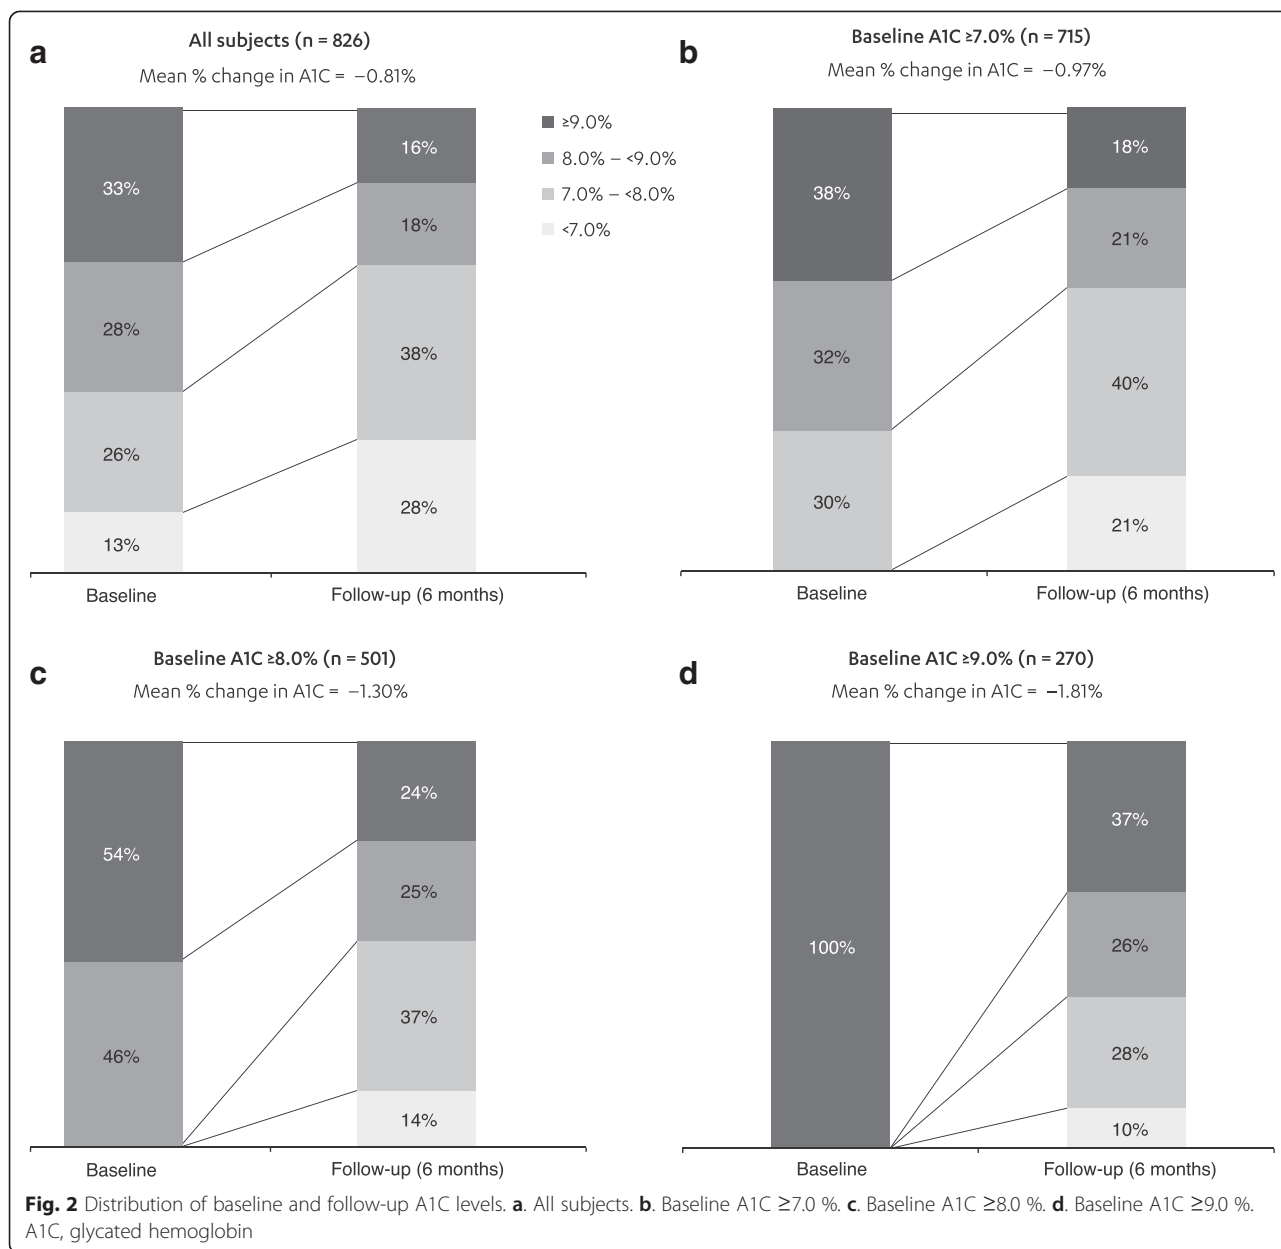 a
All subjects (n = 826)
Mean % change in A1C = −0.81%
33%
28%
26%
13%
16%
18%
38%
28%
Baseline
Follow-up (6 months)
≥9.0%
8.0% – <9.0%
7.0% – <8.0%
<7.0%
b
Baseline A1C ≥7.0% (n = 715)
Mean % change in A1C = −0.97%
38%
32%
30%
18%
21%
40%
21%
Baseline
Follow-up (6 months)
c
Baseline A1C ≥8.0% (n = 501)
Mean % change in A1C = −1.30%
54%
46%
24%
25%
37%
14%
Baseline
Follow-up (6 months)
d
Baseline A1C ≥9.0% (n = 270)
Mean % change in A1C = −1.81%
100%
37%
26%
28%
10%
Baseline
Follow-up (6 months)
Fig. 2 Distribution of baseline and follow-up A1C levels. a. All subjects. b. Baseline A1C ≥7.0 %. c. Baseline A1C ≥8.0 %. d. Baseline A1C ≥9.0 %.
A1C, glycated hemoglobin